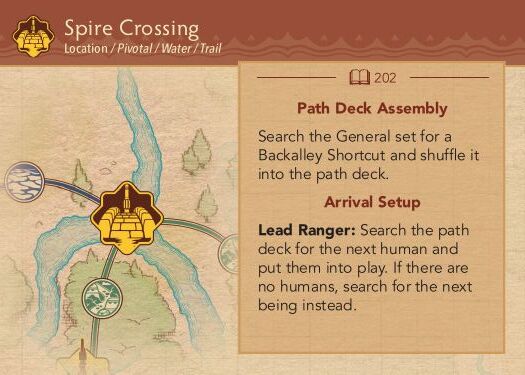 Spire Crossing
Location / Pivotal / Water / Trail
202
Path Deck Assembly
Search the General set for a
Backalley Shortcut and shuffle it
into the path deck.
Arrival Setup
Lead Ranger: Search the path
deck for the next human and
put them into play. If there are
no humans, search for the next
being instead.